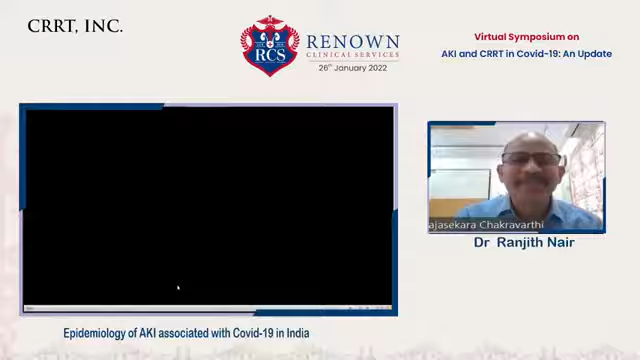 CRRT, INC.
RCS
RENOWN
CLINICAL SERVICES
26th January 2022
Virtual Symposium on
AKI and CRRT in Covid-19: An Update
ajasekara Chakravarthi
Dr Ranjith Nair
Epidemiology of AKI associated with Covid-19 in India